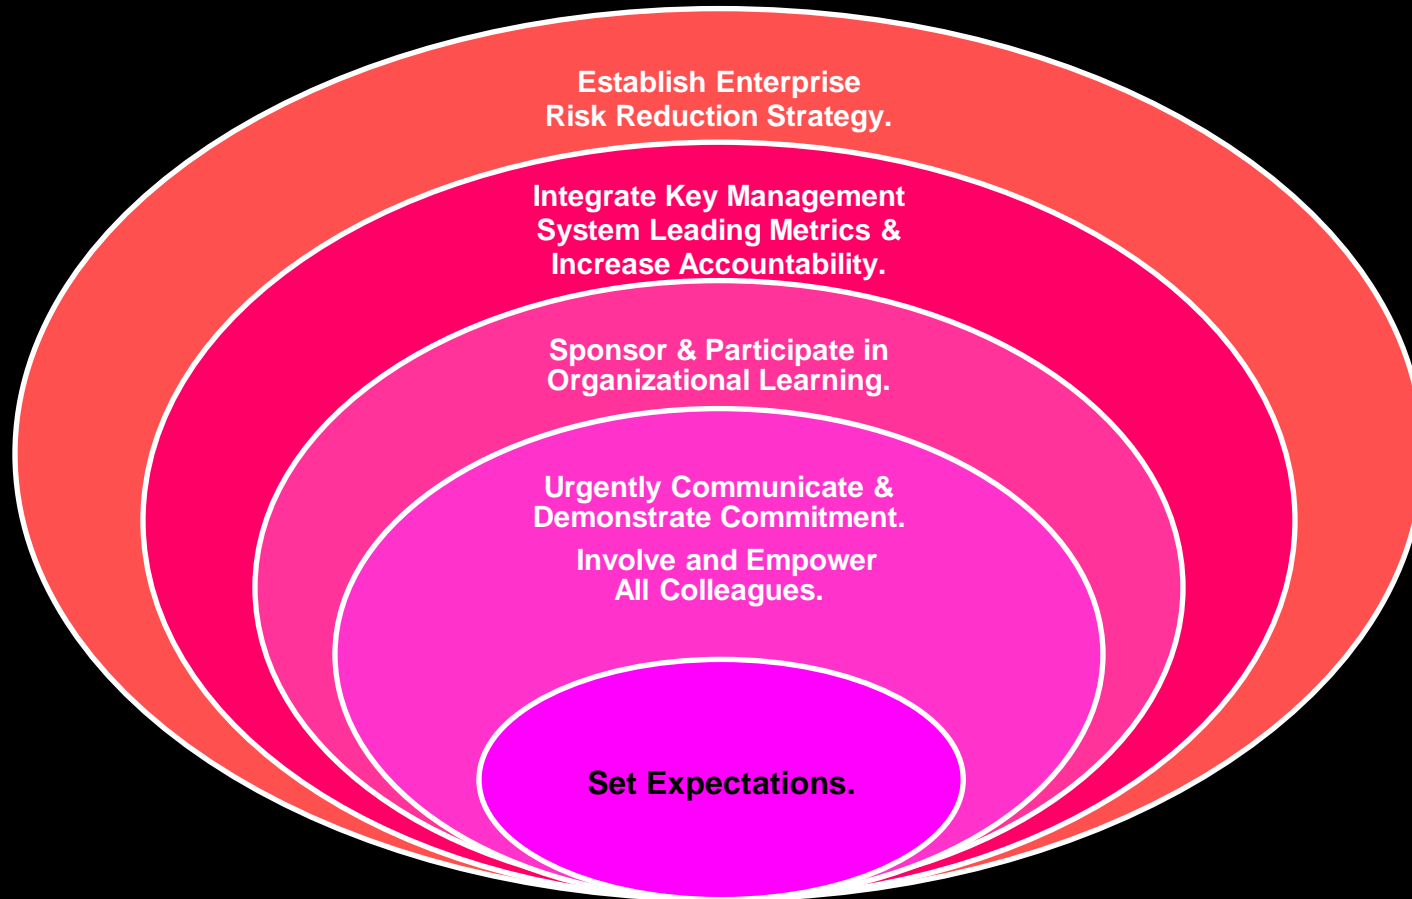 Establish Enterprise
Risk Reduction Strategy.
Integrate Key Management
System Leading Metrics &
Increase Accountability.
Sponsor & Participate in
Organizational Learning.
Urgently Communicate &
Demonstrate Commitment.
Involve and Empower
All Colleagues.
Set Expectations.